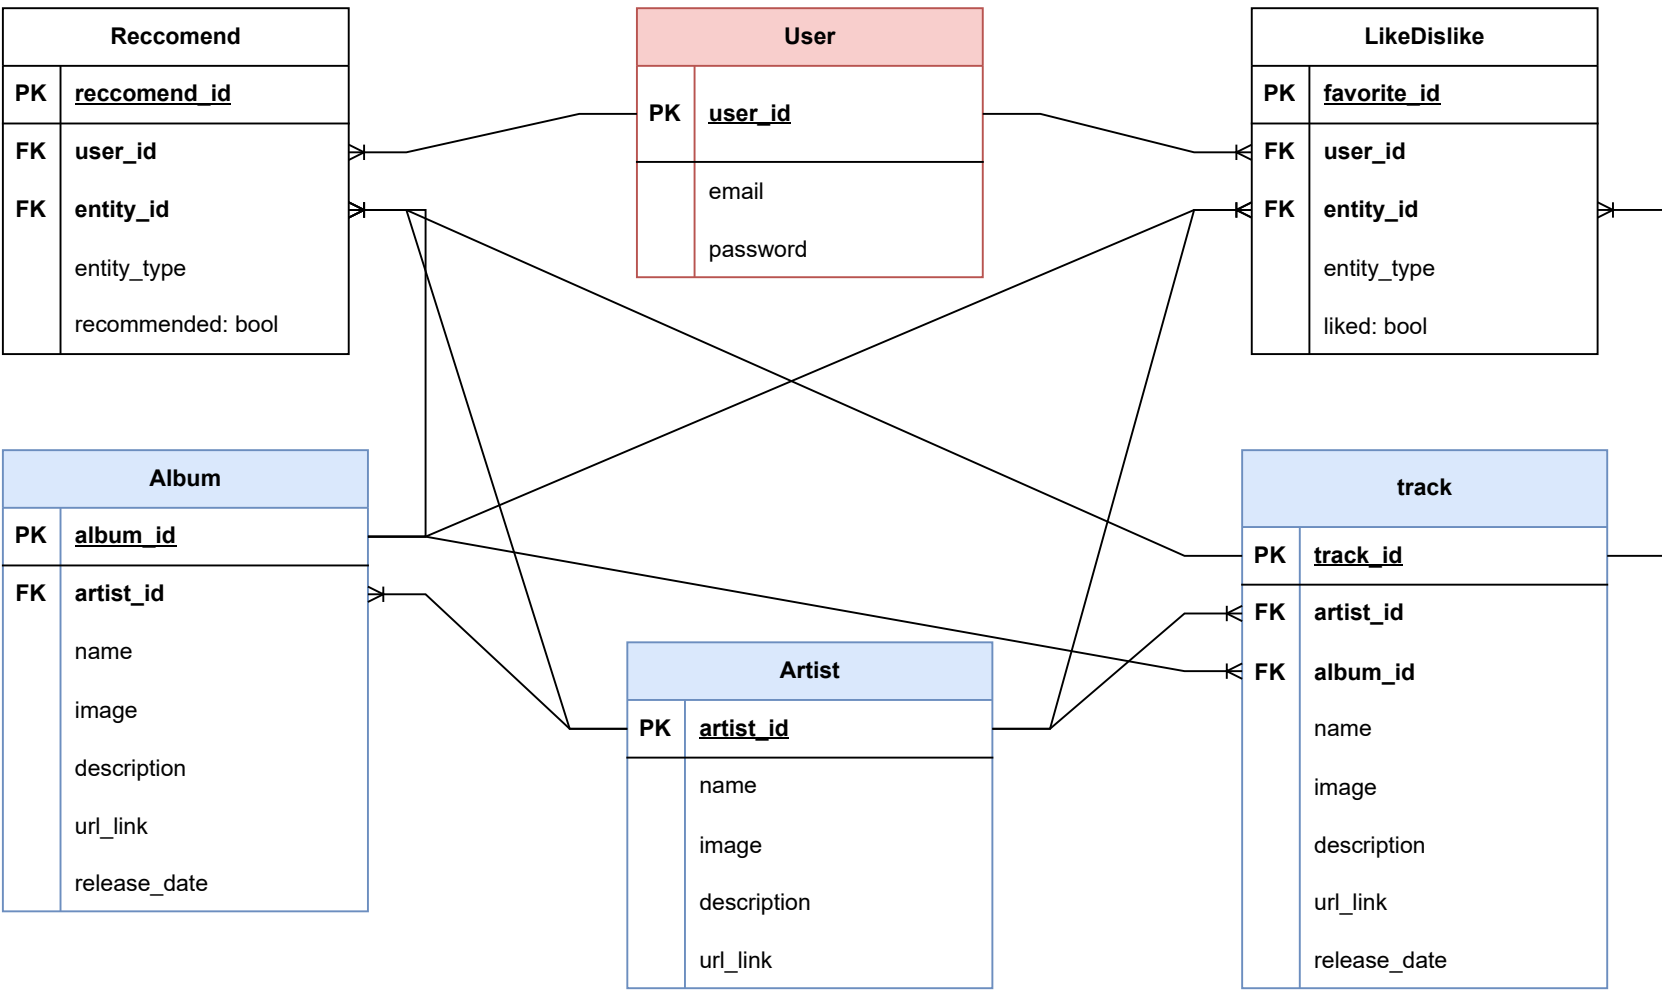 Reccomend
PK reccomend_id
FK user_id
FK entity_id
entity_type
recommended: bool
User
PK user_id
email
password
LikeDislike
PK favorite_id
FK user_id
FK entity_id
entity_type
liked: bool
Album
PK album_id
FK artist_id
name
image
description
url_link
release_date
Artist
PK artist_id
name
image
description
url_link
track
PK track_id
FK artist_id
FK album_id
name
image
description
url_link
release_date